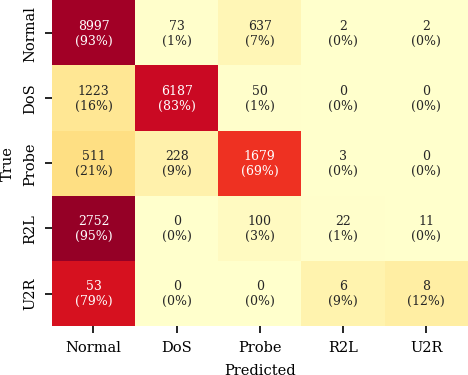 True
Normal
8997 73 637 2 2
(93%) (1%) (7%) (0%) (0%)
DoS
1223 6187 50 0 0
(16%) (83%) (1%) (0%) (0%)
Probe
511 228 1679 3 0
(21%) (9%) (69%) (0%) (0%)
R2L
2752 0 100 22 11
(95%) (0%) (3%) (1%) (0%)
U2R
53 0 0 6 8
(79%) (0%) (0%) (9%) (12%)
Normal DoS Probe R2L U2R
Predicted